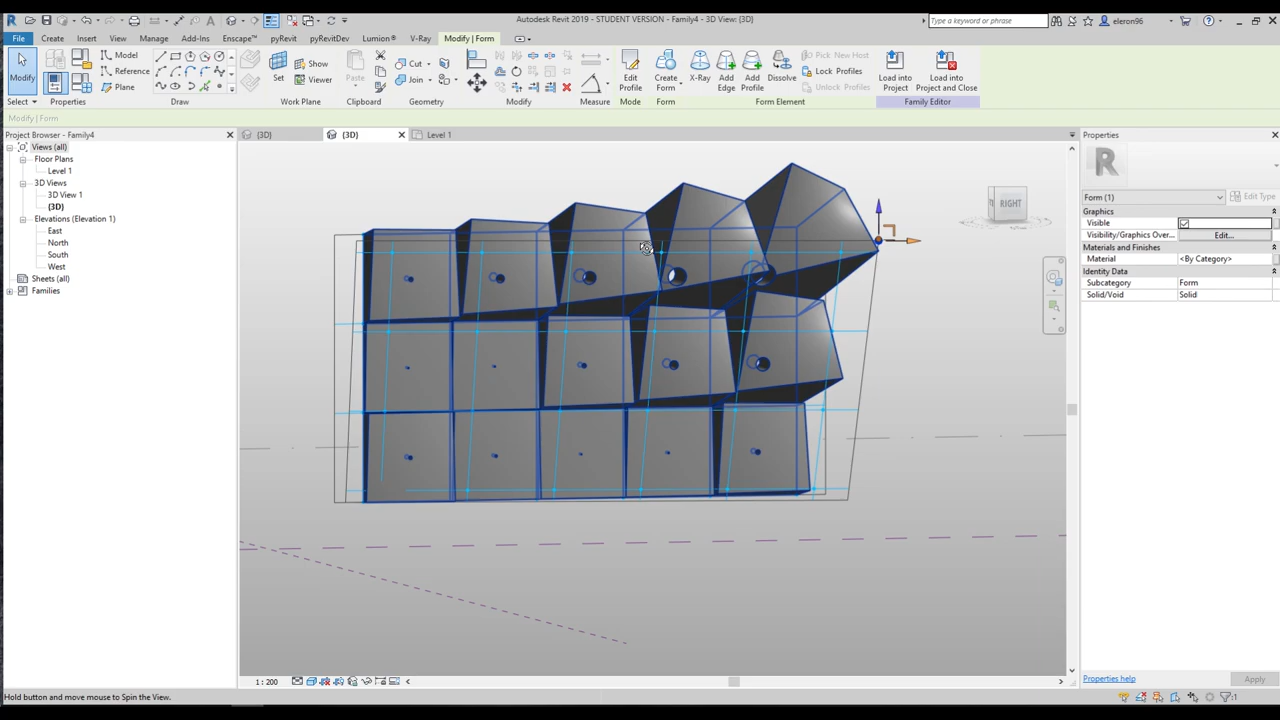 Autodesk Revit 2019 - STUDENT VERSION - Family4 - 3D View: {3D}
Type a keyword or phrase
eleron96
File Create Insert View Manage Add-Ins Enscape™ pyRevit pyRevitDev Lumion® V-Ray Modify | Form
Modify
Model
Reference
Plane
Set
Show
Viewer
Paste
Cut
Join
Edit Profile
Create Form
X-Ray
Add Edge
Add Profile
Dissolve
Pick New Host
Lock Profiles
Unlock Profiles
Load into Project
Load into Project and Close
Select Properties Draw Work Plane Clipboard Geometry Modify Measure Mode Form Form Element Family Editor
Modify | Form
Project Browser - Family4
{3D} {3D} Level 1
Properties
Views (all)
Floor Plans
Level 1
3D Views
3D View 1
{3D}
Elevations (Elevation 1)
East
North
South
West
Sheets (all)
Families
RIGHT
R
Form (1) Edit Type
Graphics
Visible
Visibility/Graphics Over... Edit...
Materials and Finishes
Material <By Category>
Identity Data
Subcategory Form
Solid/Void Solid
1 : 200
Properties help
Apply
Hold button and move mouse to Spin the View.
:1